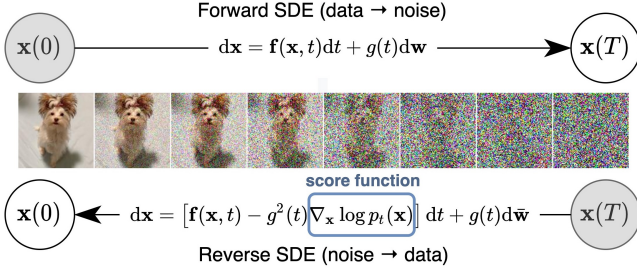 Forward SDE (data → noise)
x(0) dx = f(x, t)dt + g(t)dw x(T)
score function
x(0) dx = [f(x, t) − g²(t)∇ₓ log pₜ(x)] dt + g(t)dw̄ x(T)
Reverse SDE (noise → data)